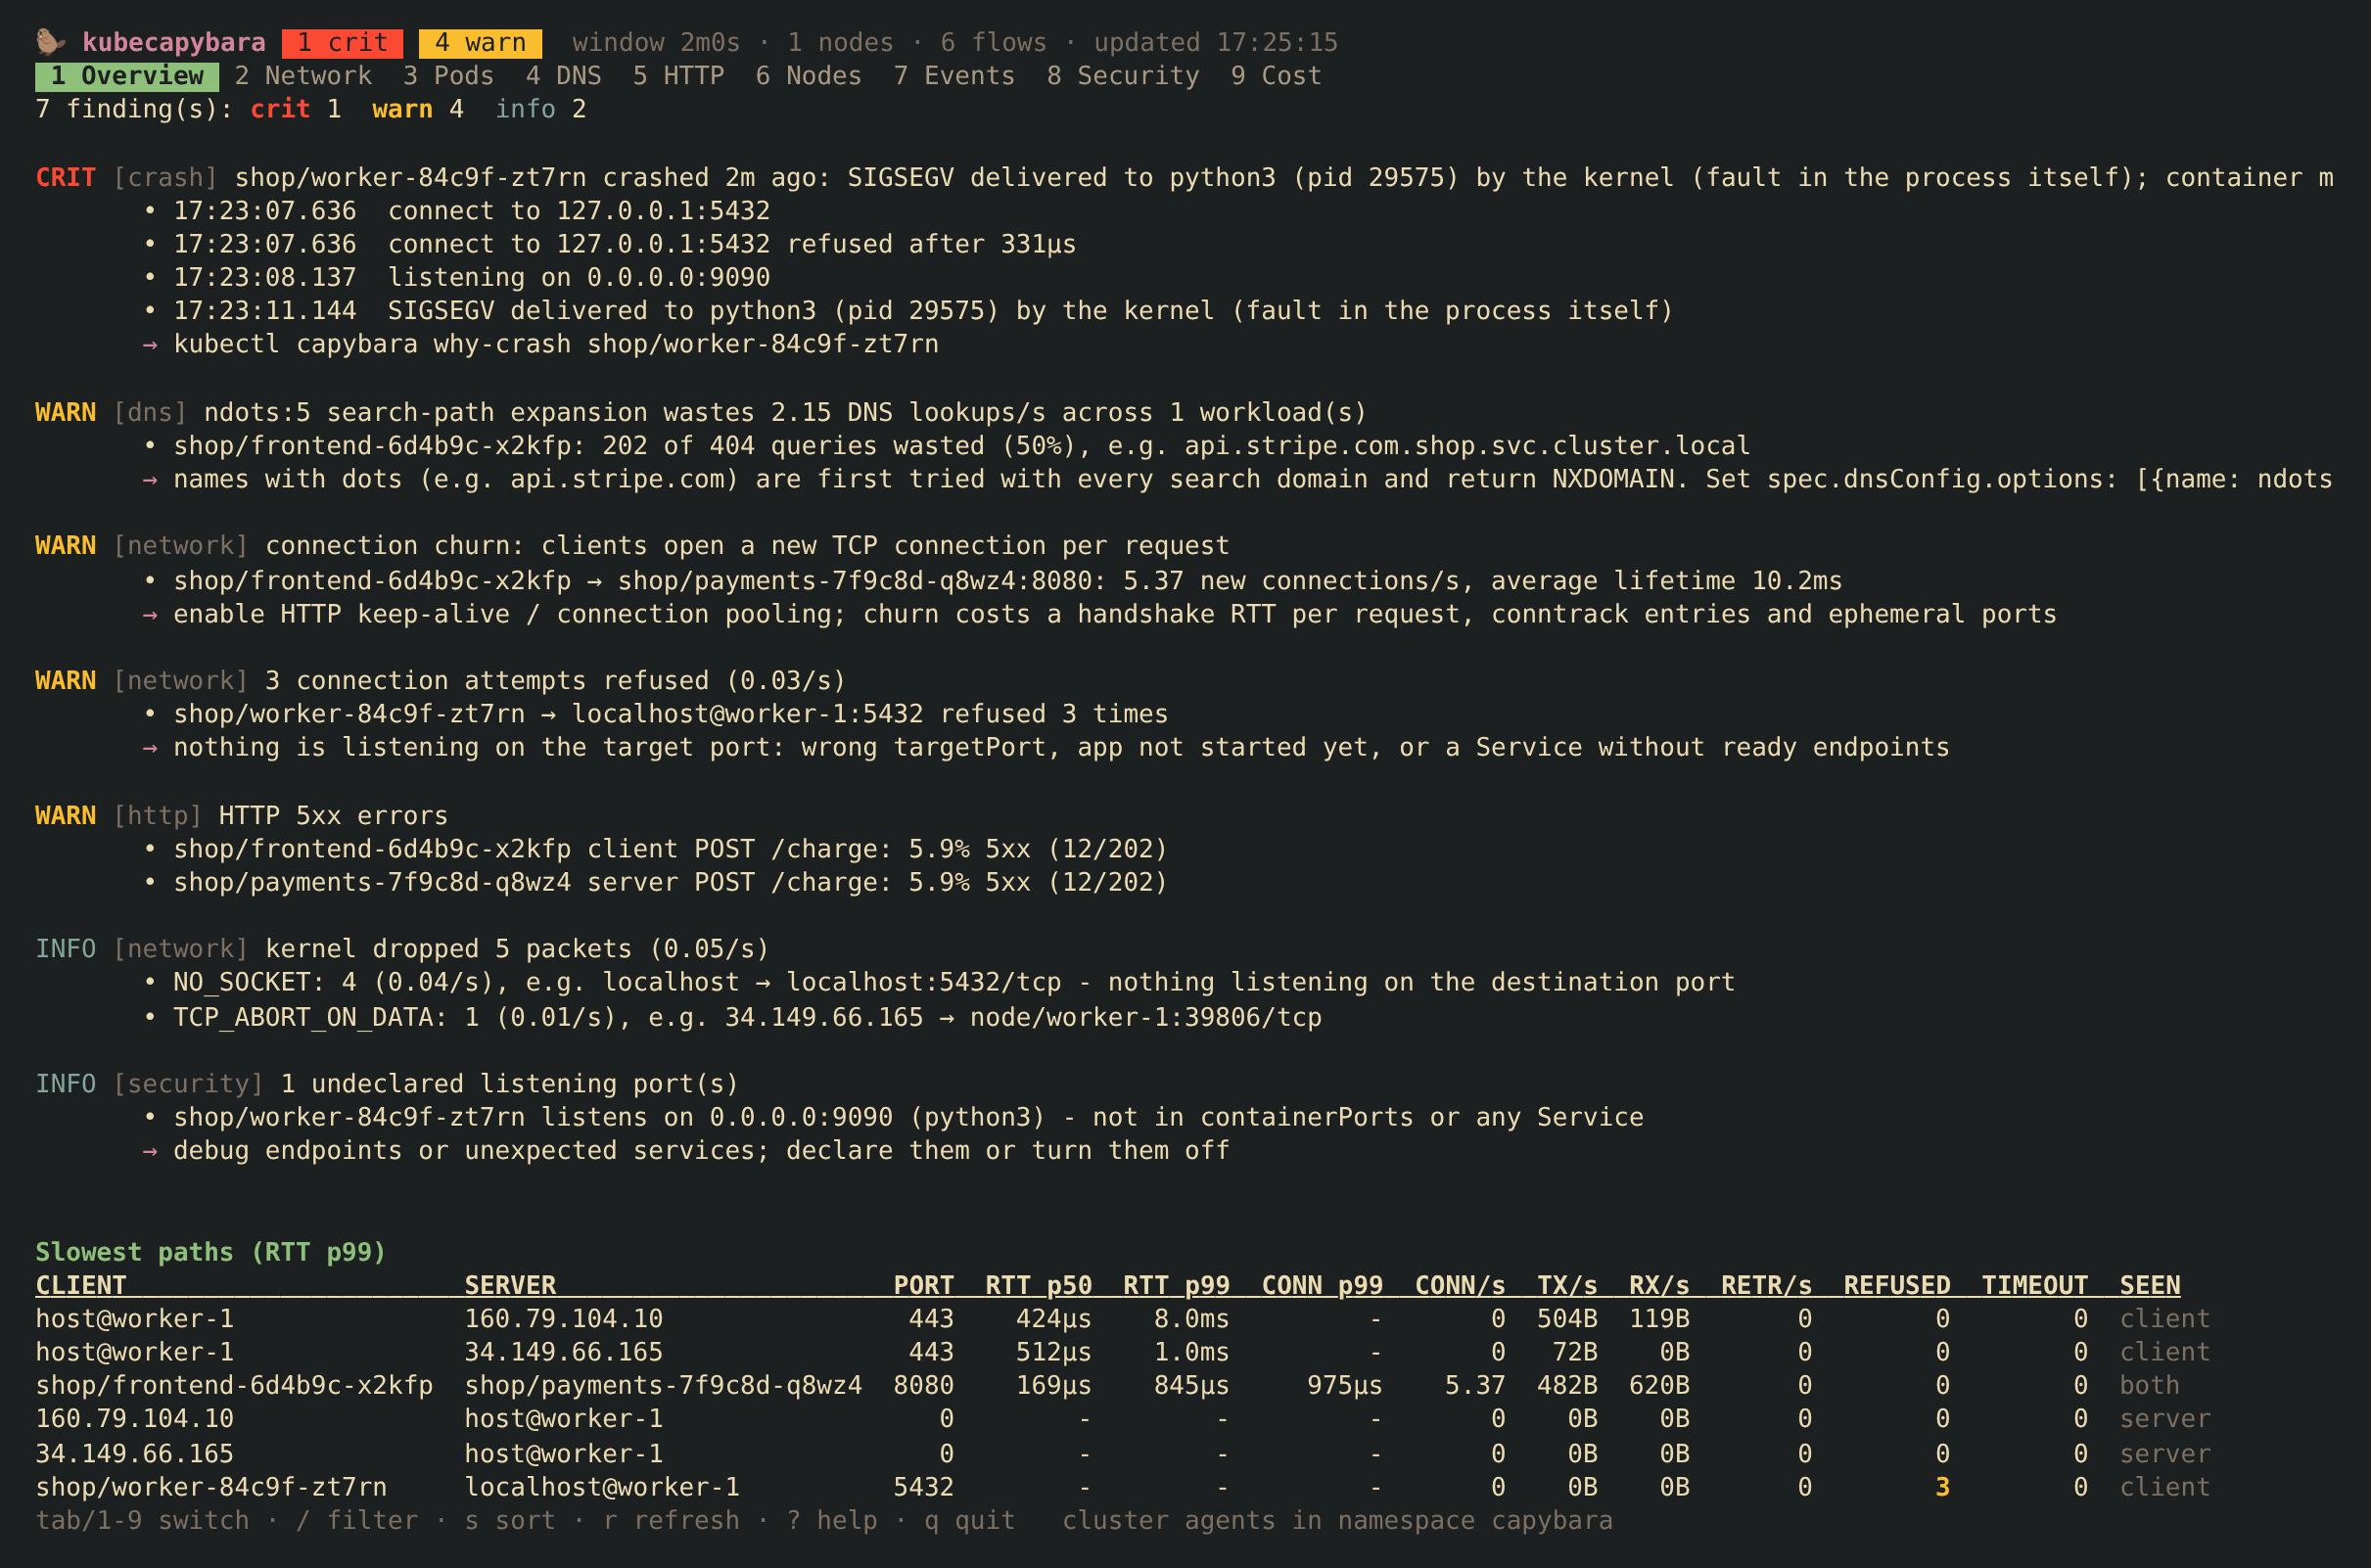 kubecapybara 1 crit 4 warn window 2m0s · 1 nodes · 6 flows · updated 17:25:15
1 Overview 2 Network 3 Pods 4 DNS 5 HTTP 6 Nodes 7 Events 8 Security 9 Cost
7 finding(s): crit 1 warn 4 info 2
CRIT [crash] shop/worker-84c9f-zt7rn crashed 2m ago: SIGSEGV delivered to python3 (pid 29575) by the kernel (fault in the process itself); container m
• 17:23:07.636 connect to 127.0.0.1:5432
• 17:23:07.636 connect to 127.0.0.1:5432 refused after 331µs
• 17:23:08.137 listening on 0.0.0.0:9090
• 17:23:11.144 SIGSEGV delivered to python3 (pid 29575) by the kernel (fault in the process itself)
→ kubectl capybara why-crash shop/worker-84c9f-zt7rn
WARN [dns] ndots:5 search-path expansion wastes 2.15 DNS lookups/s across 1 workload(s)
• shop/frontend-6d4b9c-x2kfp: 202 of 404 queries wasted (50%), e.g. api.stripe.com.shop.svc.cluster.local
→ names with dots (e.g. api.stripe.com) are first tried with every search domain and return NXDOMAIN. Set spec.dnsConfig.options: [{name: ndots
WARN [network] connection churn: clients open a new TCP connection per request
• shop/frontend-6d4b9c-x2kfp → shop/payments-7f9c8d-q8wz4:8080: 5.37 new connections/s, average lifetime 10.2ms
→ enable HTTP keep-alive / connection pooling; churn costs a handshake RTT per request, conntrack entries and ephemeral ports
WARN [network] 3 connection attempts refused (0.03/s)
• shop/worker-84c9f-zt7rn → localhost@worker-1:5432 refused 3 times
→ nothing is listening on the target port: wrong targetPort, app not started yet, or a Service without ready endpoints
WARN [http] HTTP 5xx errors
• shop/frontend-6d4b9c-x2kfp client POST /charge: 5.9% 5xx (12/202)
• shop/payments-7f9c8d-q8wz4 server POST /charge: 5.9% 5xx (12/202)
INFO [network] kernel dropped 5 packets (0.05/s)
• NO_SOCKET: 4 (0.04/s), e.g. localhost → localhost:5432/tcp - nothing listening on the destination port
• TCP_ABORT_ON_DATA: 1 (0.01/s), e.g. 34.149.66.165 → node/worker-1:39806/tcp
INFO [security] 1 undeclared listening port(s)
• shop/worker-84c9f-zt7rn listens on 0.0.0.0:9090 (python3) - not in containerPorts or any Service
→ debug endpoints or unexpected services; declare them or turn them off
Slowest paths (RTT p99)
CLIENT SERVER PORT RTT p50 RTT p99 CONN p99 CONN/s TX/s RX/s RETR/s REFUSED TIMEOUT SEEN
host@worker-1 160.79.104.10 443 424µs 8.0ms - 0 504B 119B 0 0 0 client
host@worker-1 34.149.66.165 443 512µs 1.0ms - 0 72B 0B 0 0 0 client
shop/frontend-6d4b9c-x2kfp shop/payments-7f9c8d-q8wz4 8080 169µs 845µs 975µs 5.37 482B 620B 0 0 0 both
160.79.104.10 host@worker-1 0 - - - 0 0B 0B 0 0 0 server
34.149.66.165 host@worker-1 0 - - - 0 0B 0B 0 0 0 server
shop/worker-84c9f-zt7rn localhost@worker-1 5432 - - - 0 0B 0B 0 3 0 client
tab/1-9 switch · / filter · s sort · r refresh · ? help · q quit cluster agents in namespace capybara